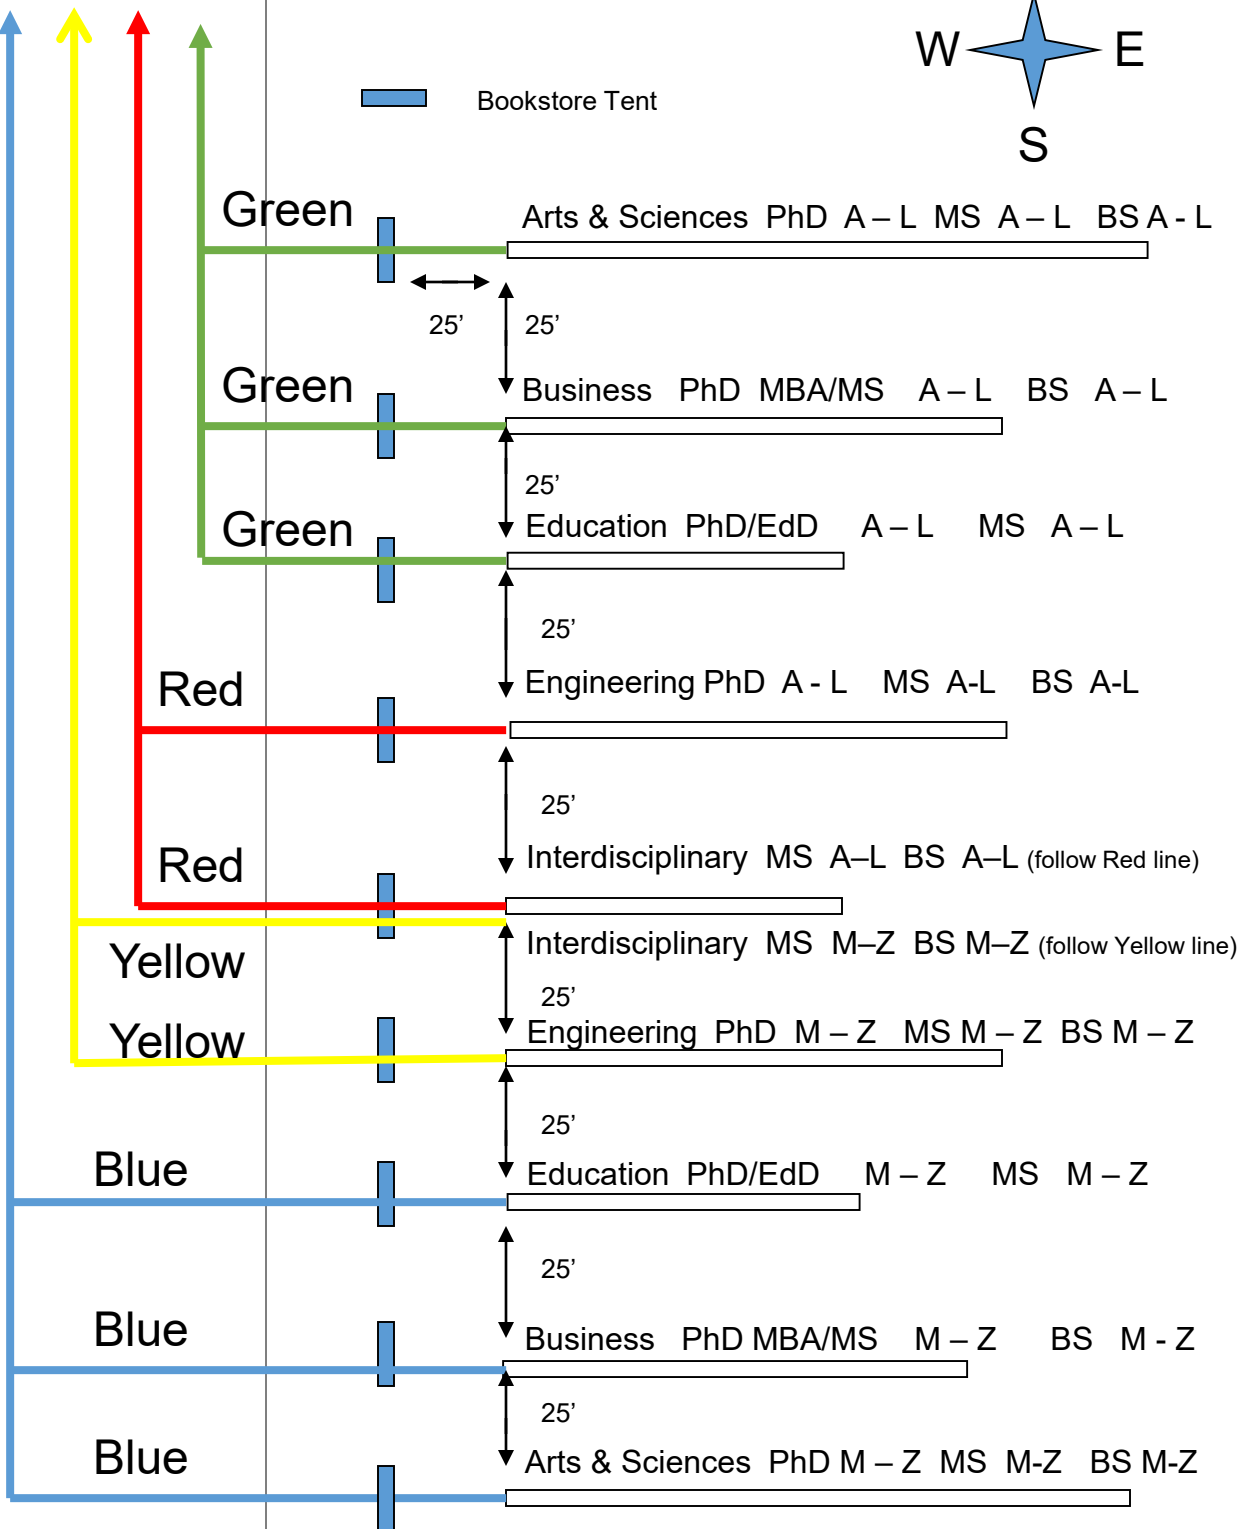 W E
Bookstore Tent
S
Green
Arts & Sciences PhD A – L MS A – L BS A - L
25’ 25’
Green
Business PhD MBA/MS A – L BS A – L
25’
Green
Education PhD/EdD A – L MS A – L
25’
Red
Engineering PhD A - L MS A-L BS A-L
25’
Red
Interdisciplinary MS A–L BS A–L (follow Red line)
Yellow
Interdisciplinary MS M–Z BS M–Z (follow Yellow line)
25’
Yellow
Engineering PhD M – Z MS M – Z BS M – Z
25’
Blue
Education PhD/EdD M – Z MS M – Z
25’
Blue
Business PhD MBA/MS M – Z BS M - Z
25’
Blue
Arts & Sciences PhD M – Z MS M-Z BS M-Z